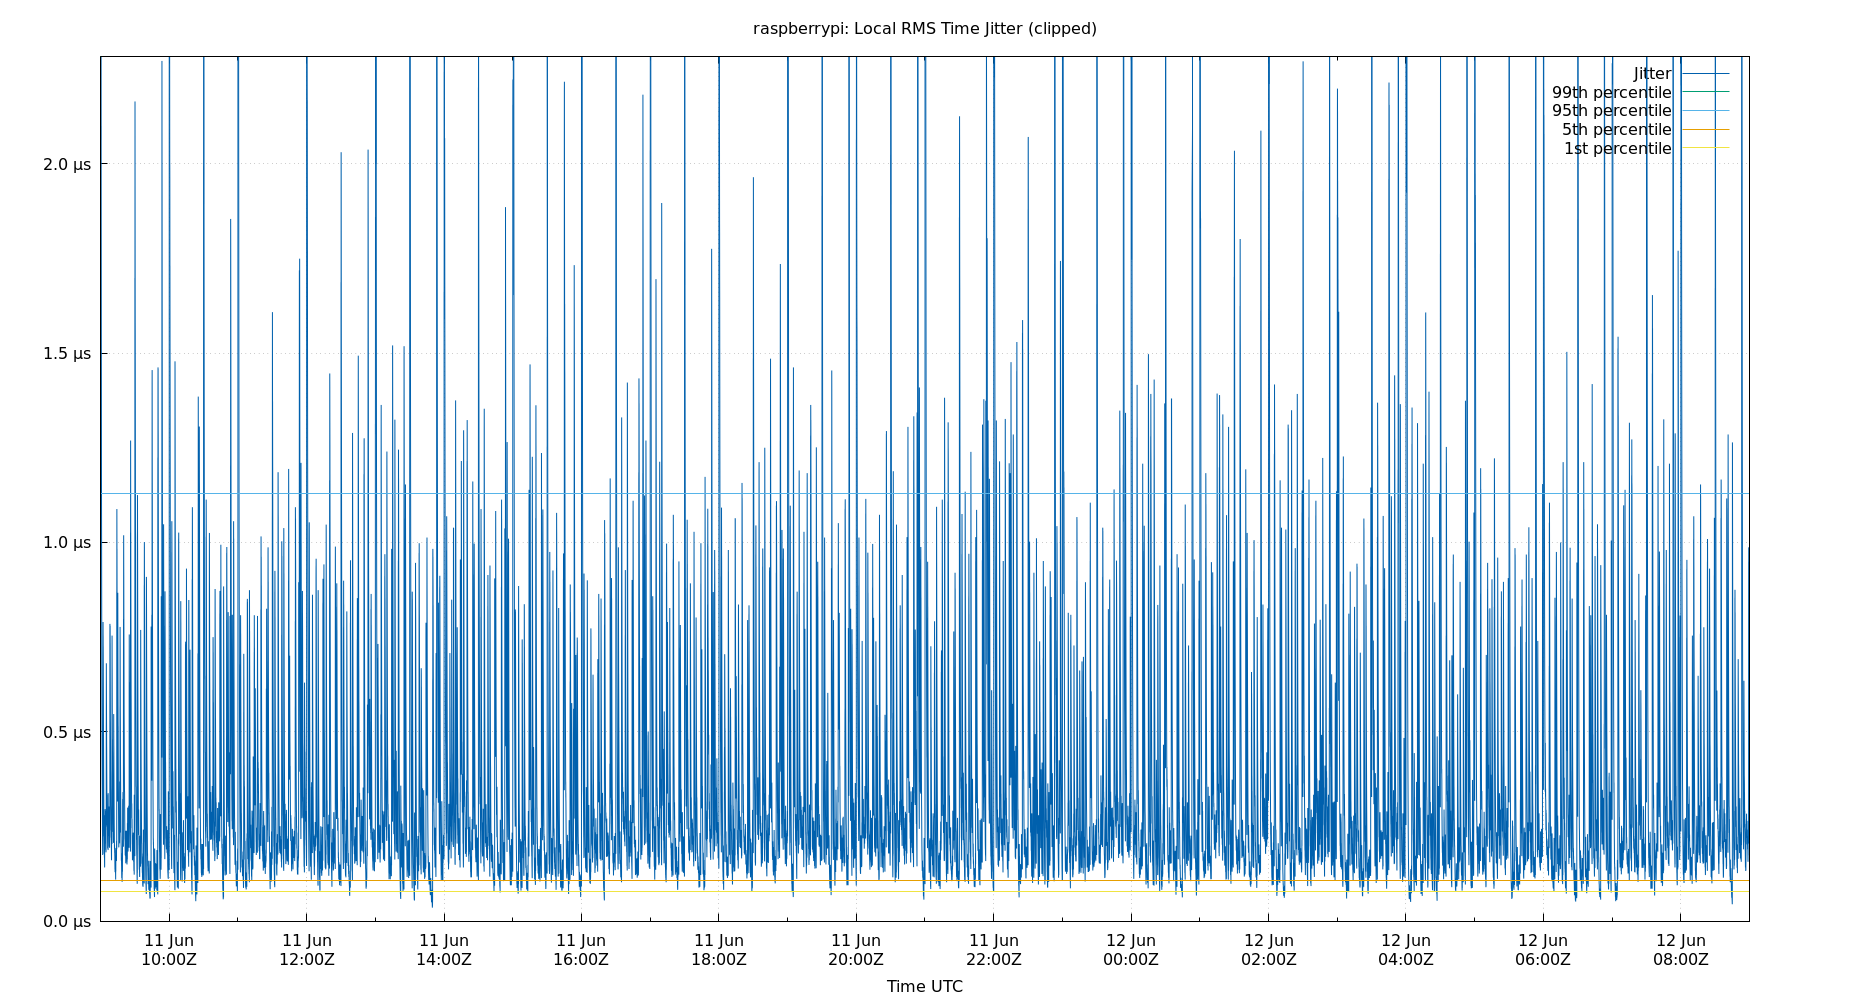 raspberrypi: Local RMS Time Jitter (clipped)
Jitter
99th percentile
95th percentile
5th percentile
1st percentile
2.0 μs
1.5 μs
1.0 μs
0.5 μs
0.0 μs
11 Jun 11 Jun 11 Jun 11 Jun 11 Jun 11 Jun 11 Jun 12 Jun 12 Jun 12 Jun 12 Jun 12 Jun
10:00Z 12:00Z 14:00Z 16:00Z 18:00Z 20:00Z 22:00Z 00:00Z 02:00Z 04:00Z 06:00Z 08:00Z
Time UTC